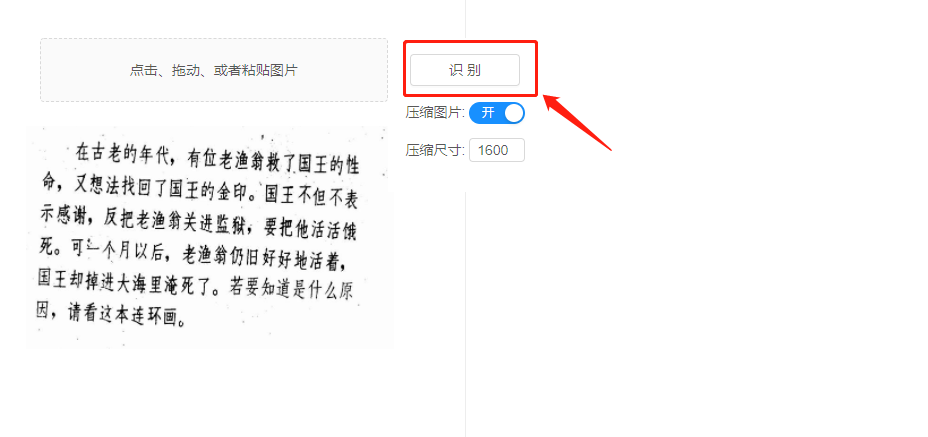 点击、拖动、或者粘贴图片
识 别
压缩图片: 开
压缩尺寸: 1600
在古老的年代，有位老渔翁救了国王的性
命，又想法找回了国王的金印。国王不但不表
示感谢，反把老渔翁关进监狱，要把他活活饿
死。可一个月以后，老渔翁仍旧好好地活着，
国王却掉进大海里淹死了。若要知道是什么原
因，请看这本连环画。